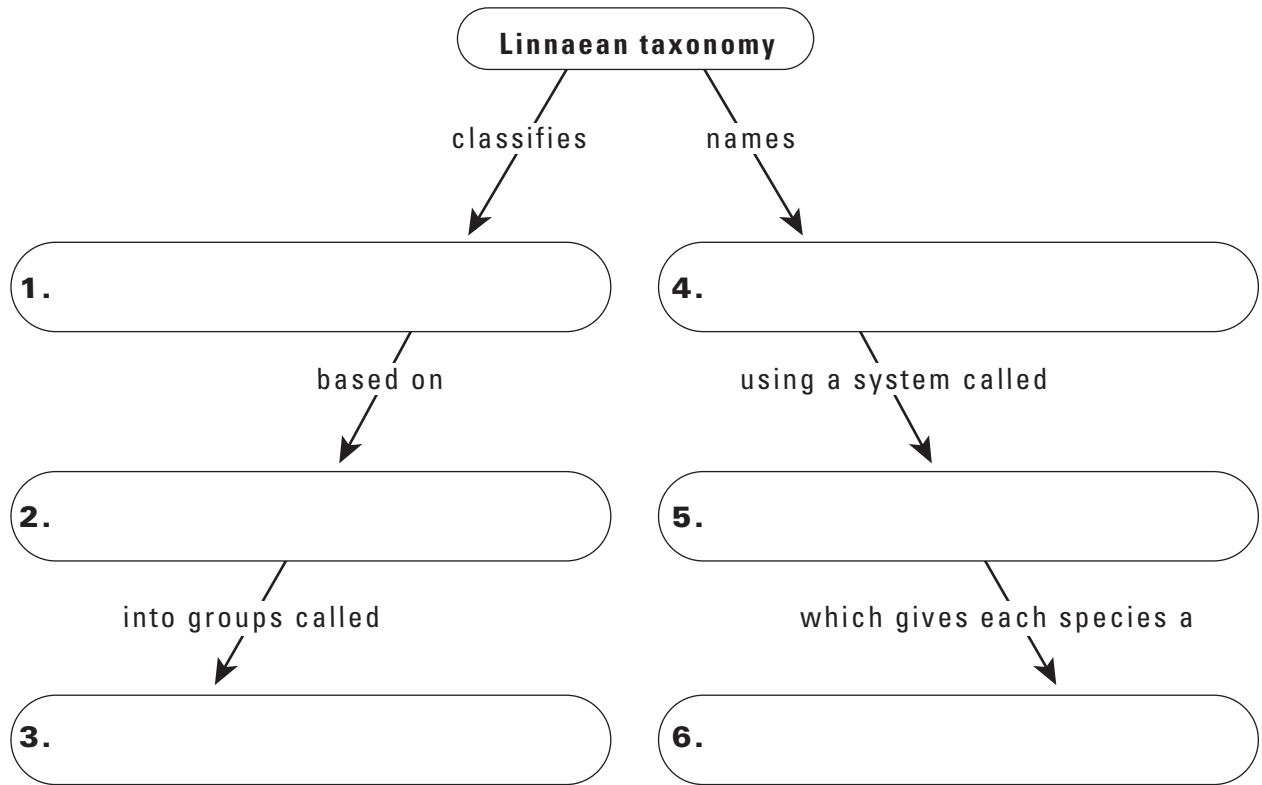 Linnaean taxonomy
classifies
names
1.
4.
based on
using a system called
2.
5.
into groups called
which gives each species a
3.
6.